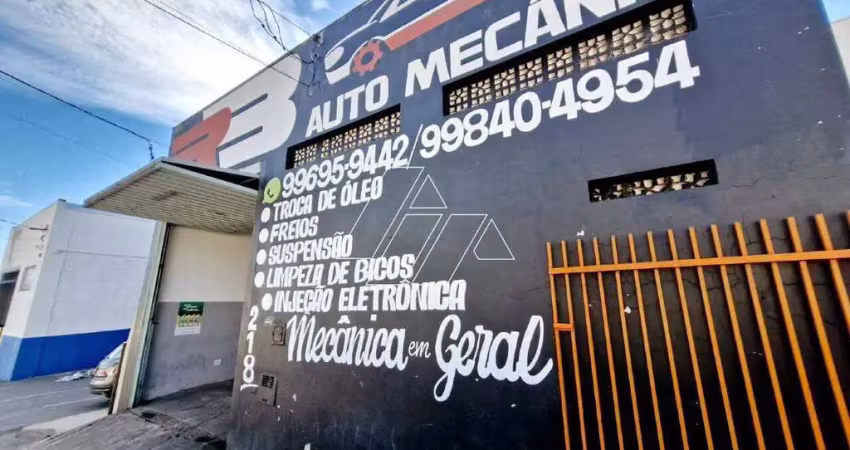 R3
AUTO MECÂNI
99695-9442/99840-4954
TROCA DE ÓLEO
FREIOS
SUSPENSÃO
LIMPEZA DE BICOS
INJEÇÃO ELETRÔNICA
Mecânica em Geral
218